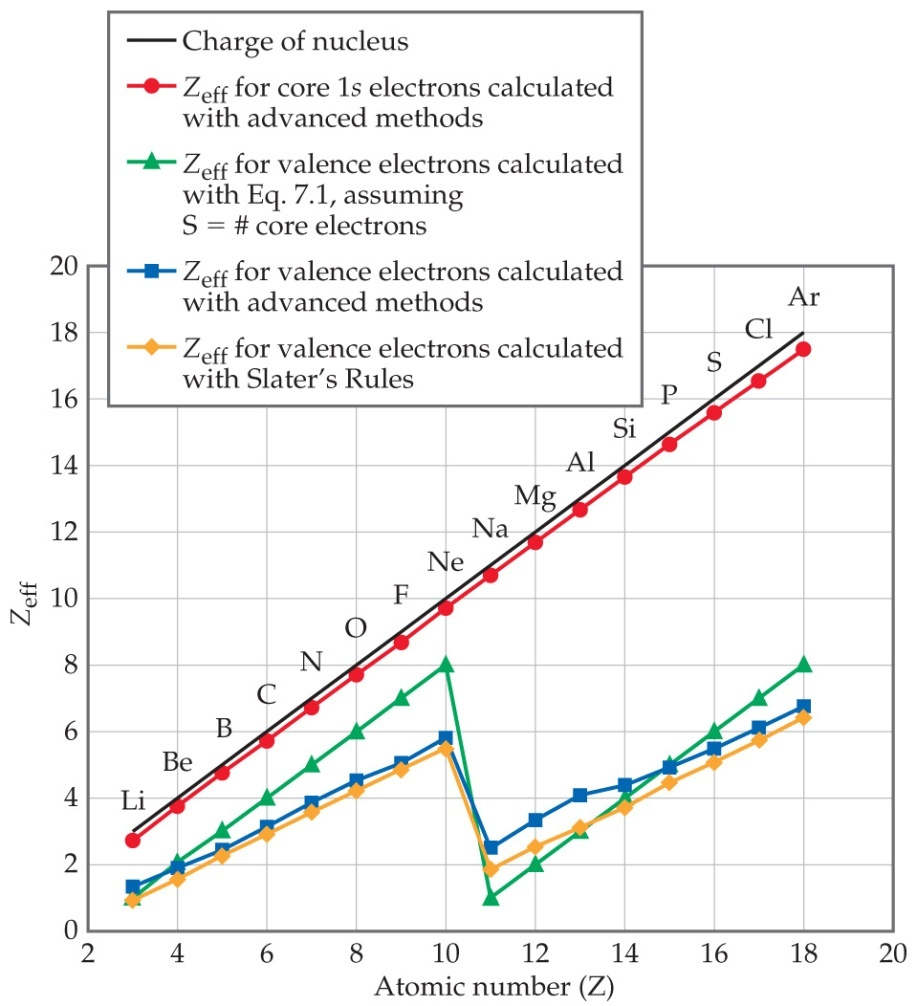 Charge of nucleus
Zeff for core 1s electrons calculated
with advanced methods
Zeff for valence electrons calculated
with Eq. 7.1, assuming
S = # core electrons
Zeff for valence electrons calculated
with advanced methods
Zeff for valence electrons calculated
with Slater's Rules
20
18
16
14
12
10
8
6
4
2
0
Zeff
Li
Be
B
C
N
O
F
Ne
Na
Mg
Al
Si
P
S
Cl
Ar
2 4 6 8 10 12 14 16 18 20
Atomic number (Z)